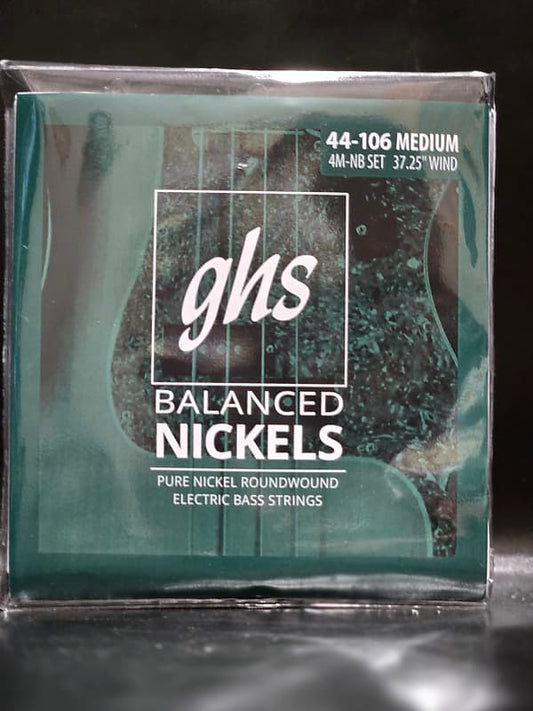 44-106 MEDIUM
4M-NB SET 37.25" WIND
ghs
BALANCED
NICKELS
PURE NICKEL ROUNDWOUND
ELECTRIC BASS STRINGS